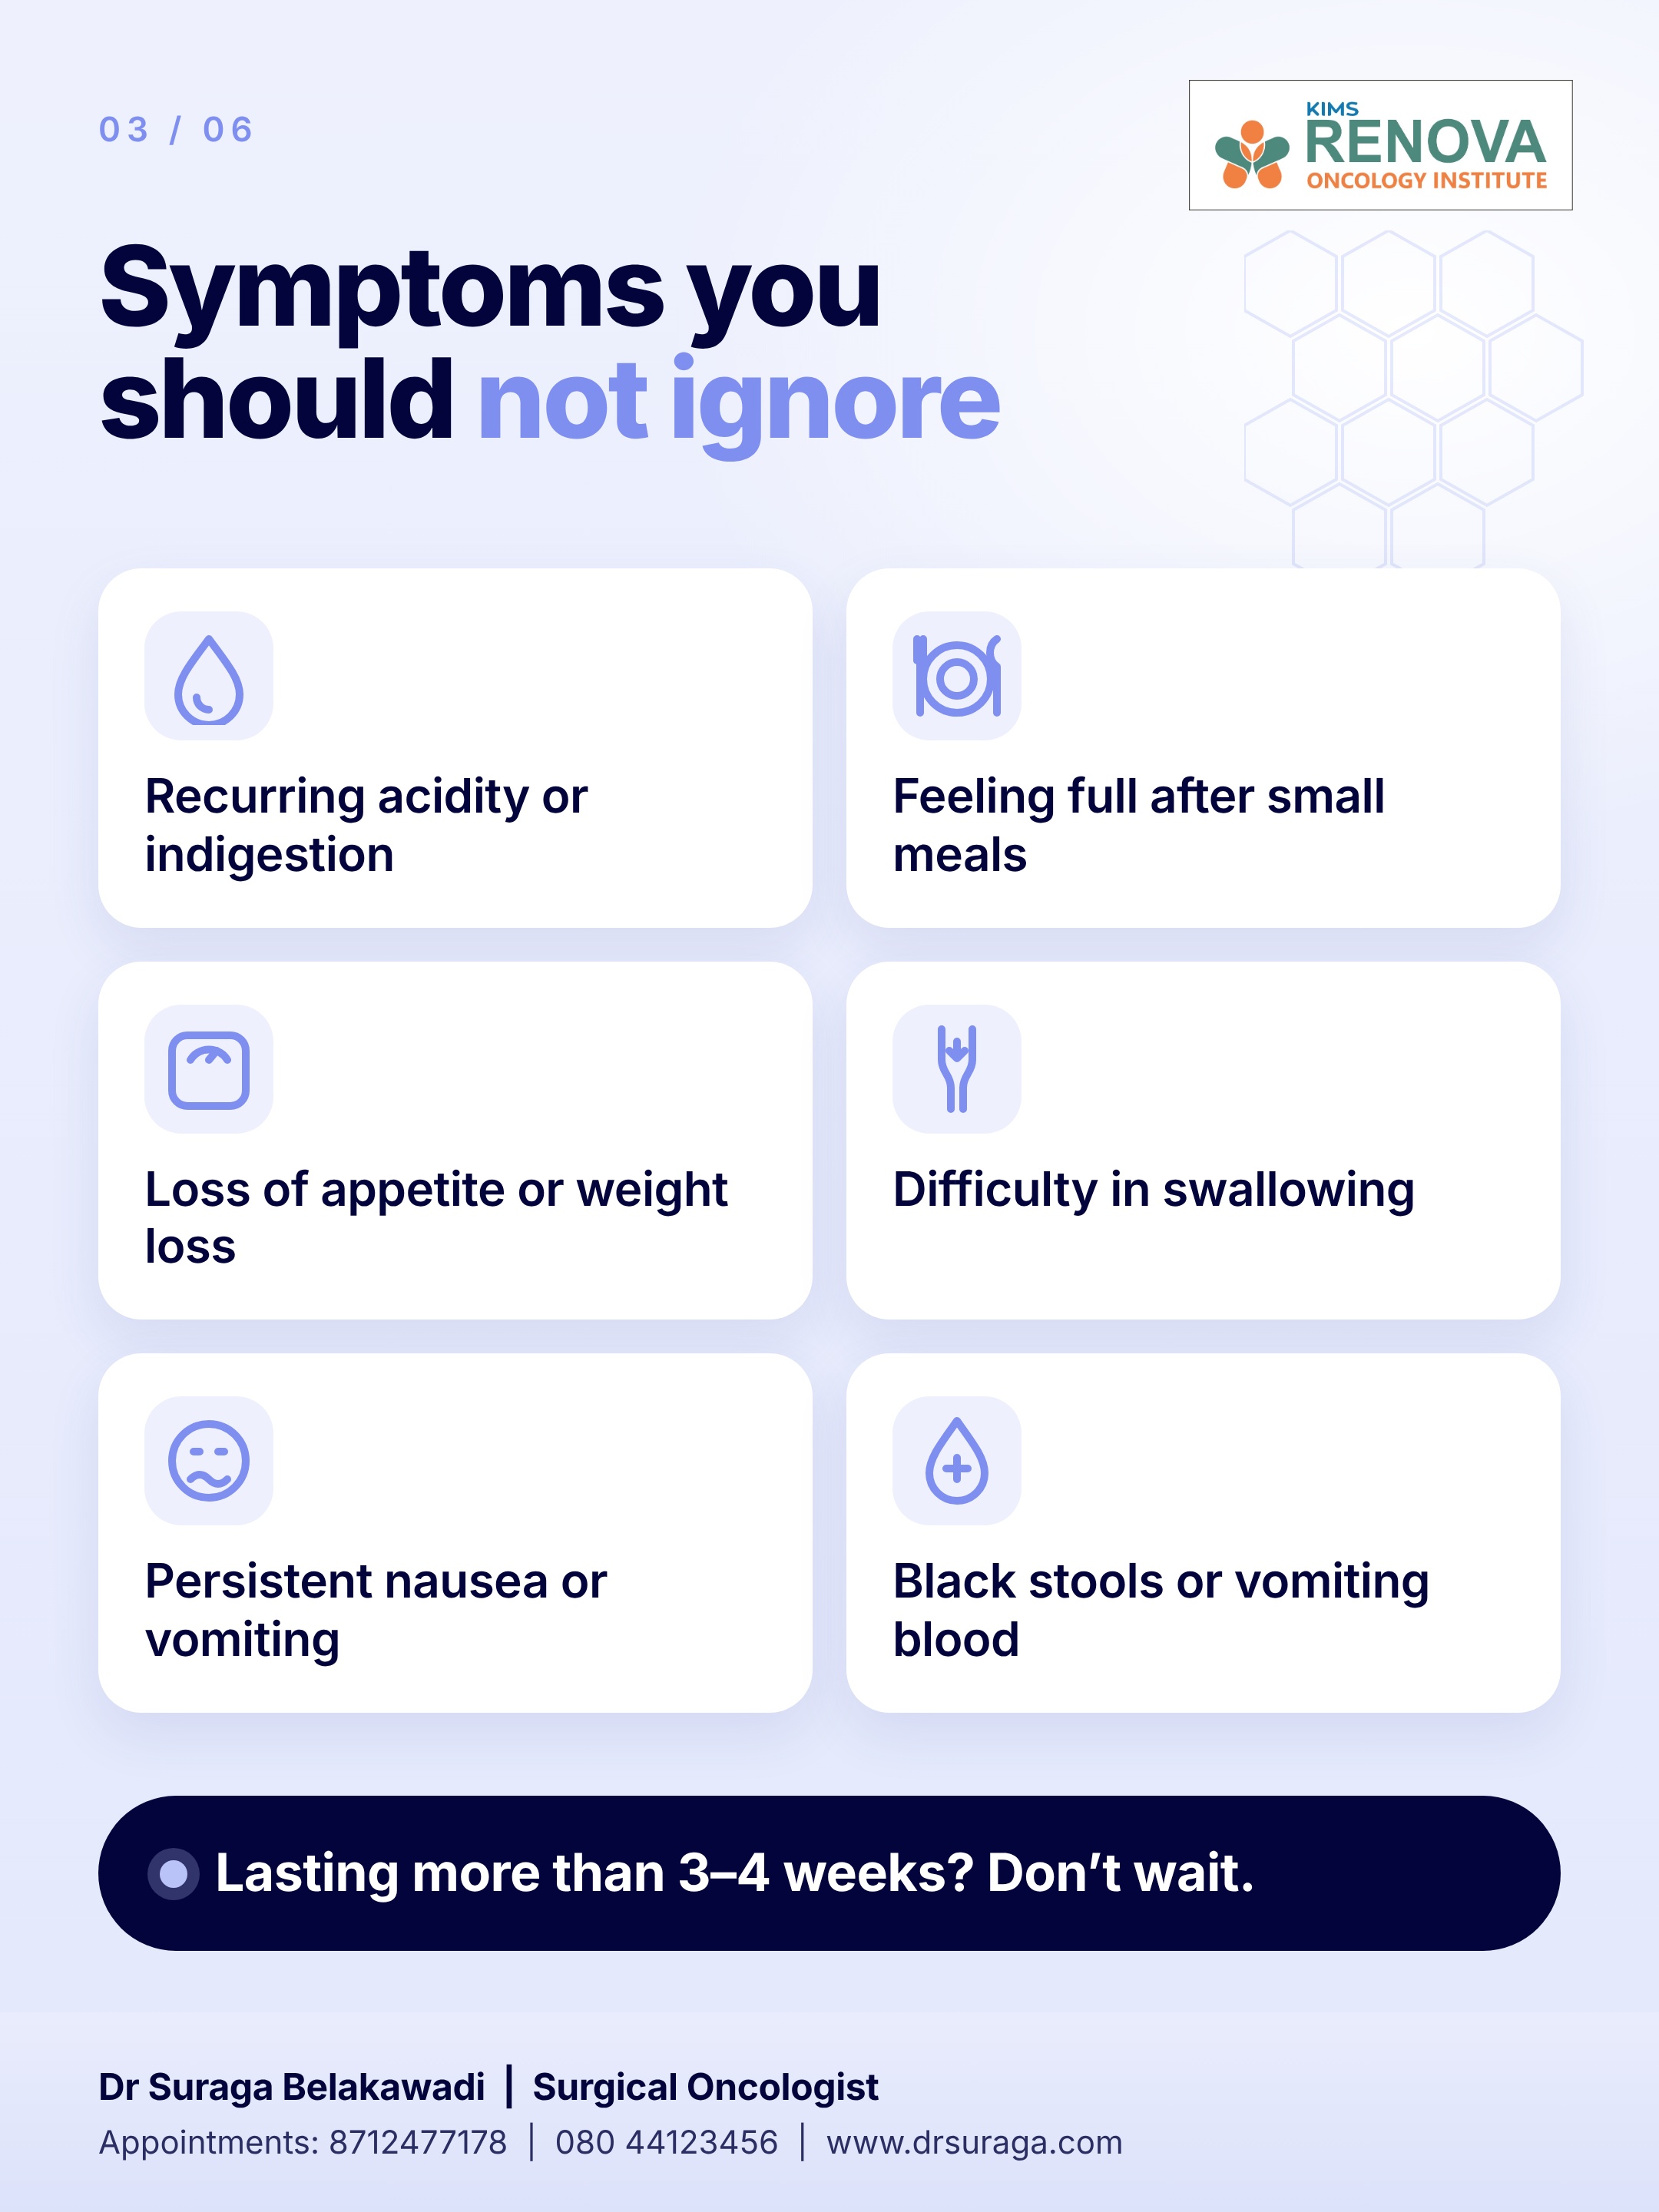 03 / 06
KIMS
RENOVA
ONCOLOGY INSTITUTE
Symptoms you
should not ignore
Recurring acidity or
indigestion
Feeling full after small
meals
Loss of appetite or weight
loss
Difficulty in swallowing
Persistent nausea or
vomiting
Black stools or vomiting
blood
Lasting more than 3–4 weeks? Don’t wait.
Dr Suraga Belakawadi | Surgical Oncologist
Appointments: 8712477178 | 080 44123456 | www.drsuraga.com